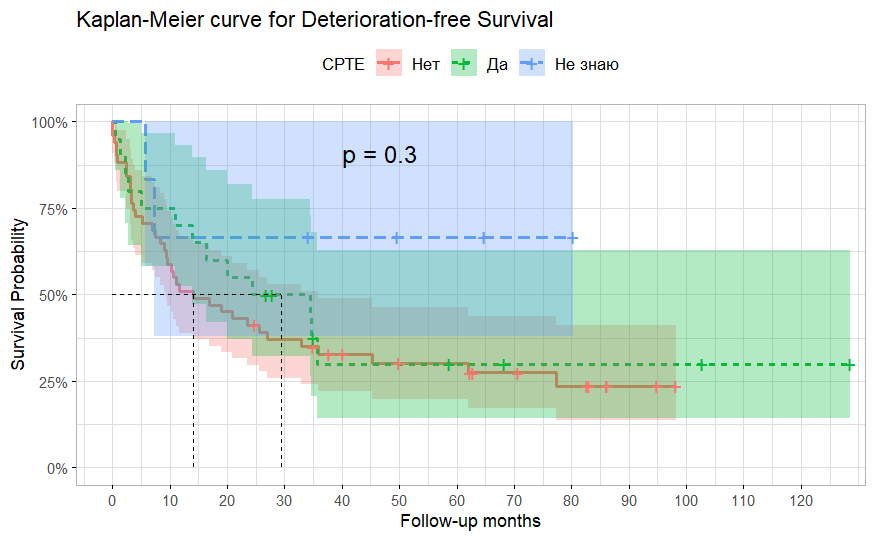 Kaplan-Meier curve for Deterioration-free Survival
CPTE Нет Да Не знаю
p = 0.3
100%
75%
50%
25%
0%
Survival Probability
0 10 20 30 40 50 60 70 80 90 100 110 120
Follow-up months